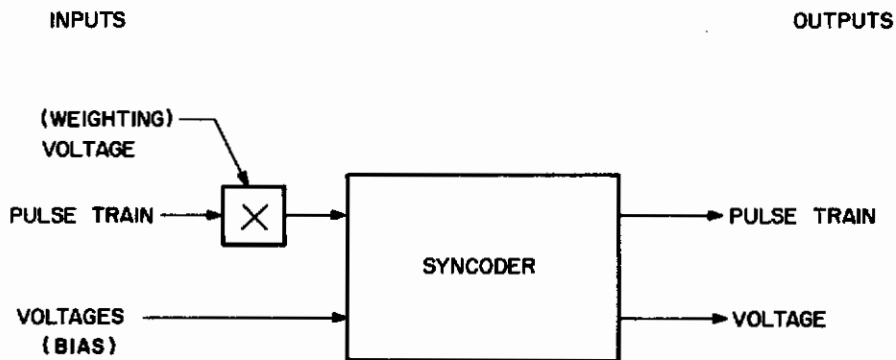 INPUTS
OUTPUTS
(WEIGHTING)
VOLTAGE
PULSE TRAIN
X
SYNCODER
PULSE TRAIN
VOLTAGES
(BIAS)
VOLTAGE